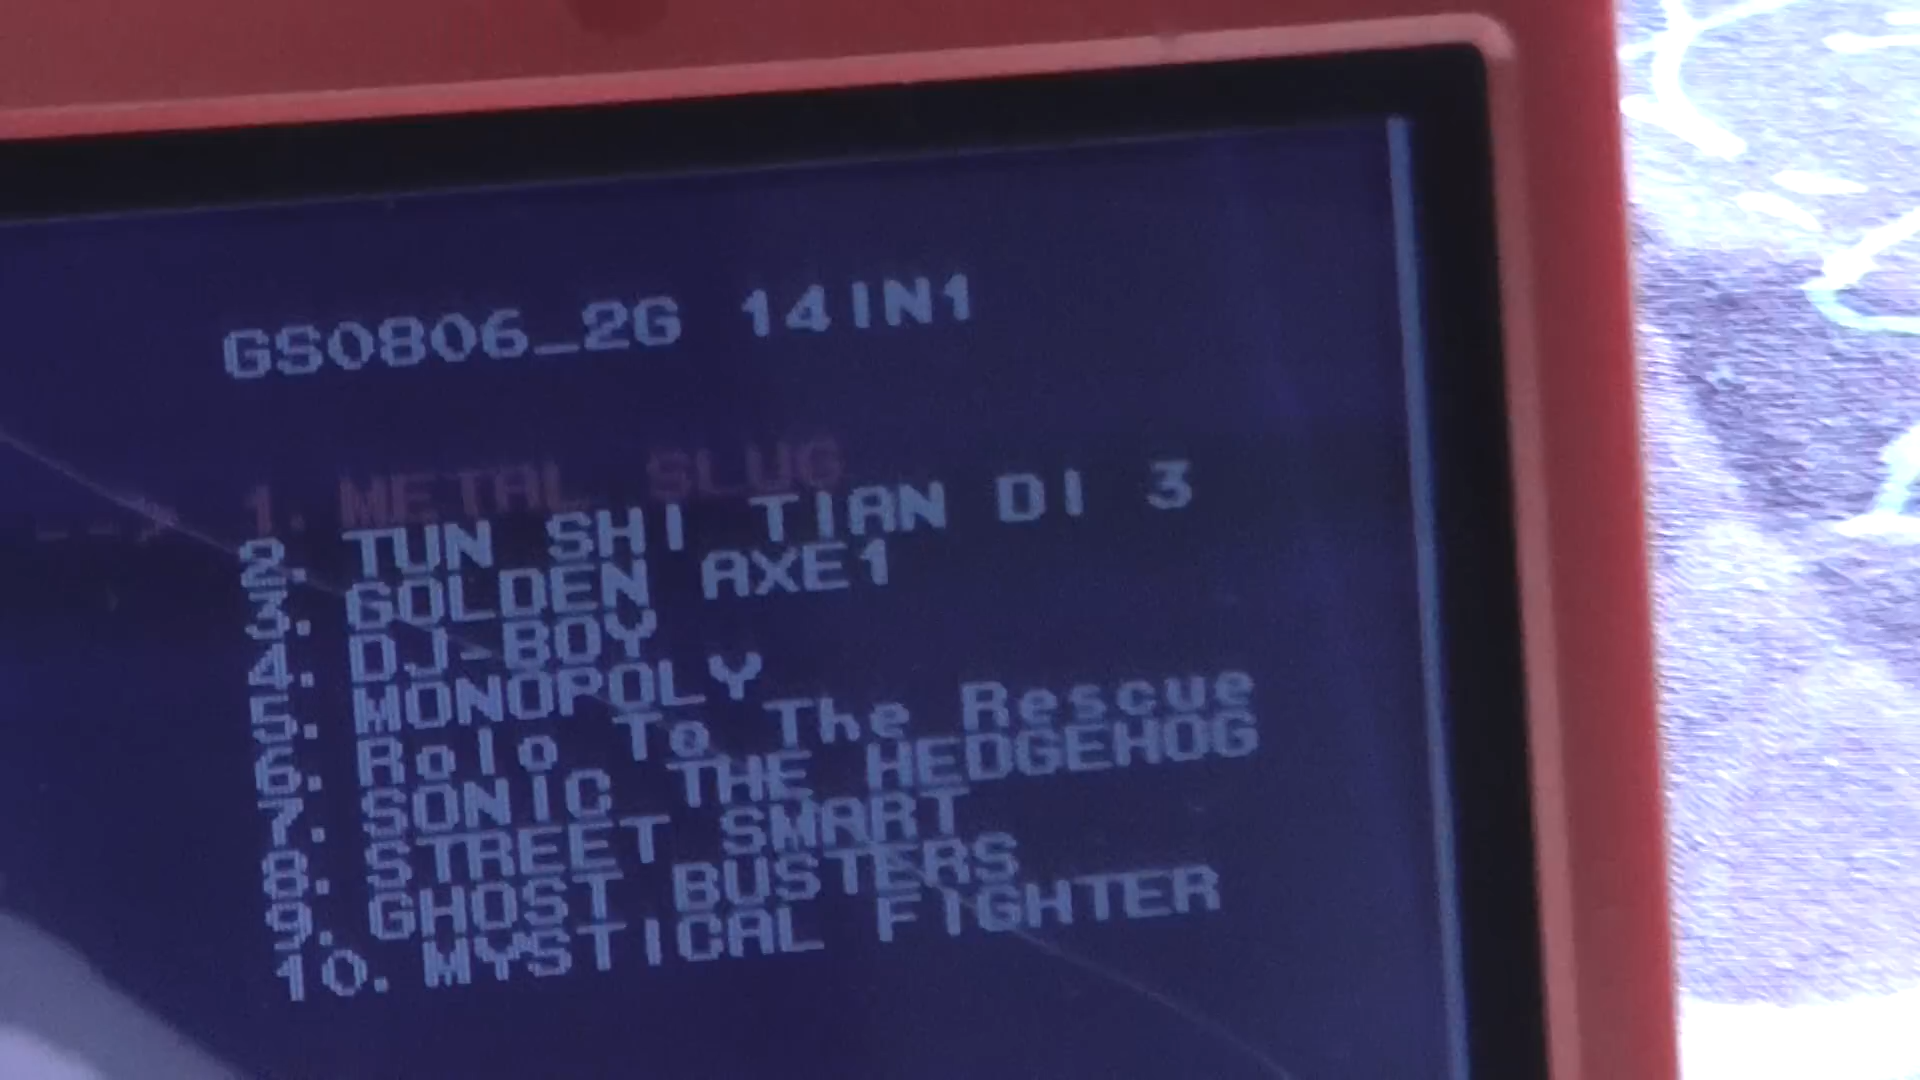 GS0806_2G 14IN1
--> 1. METAL SLUG
2. TUN SHI TIAN DI 3
3. GOLDEN AXE1
4. DJ-BOY
5. MONOPOLY
6. Rolo To The Rescue
7. SONIC THE HEDGEHOG
8. STREET SMART
9. GHOST BUSTERS
10. MYSTICAL FIGHTER